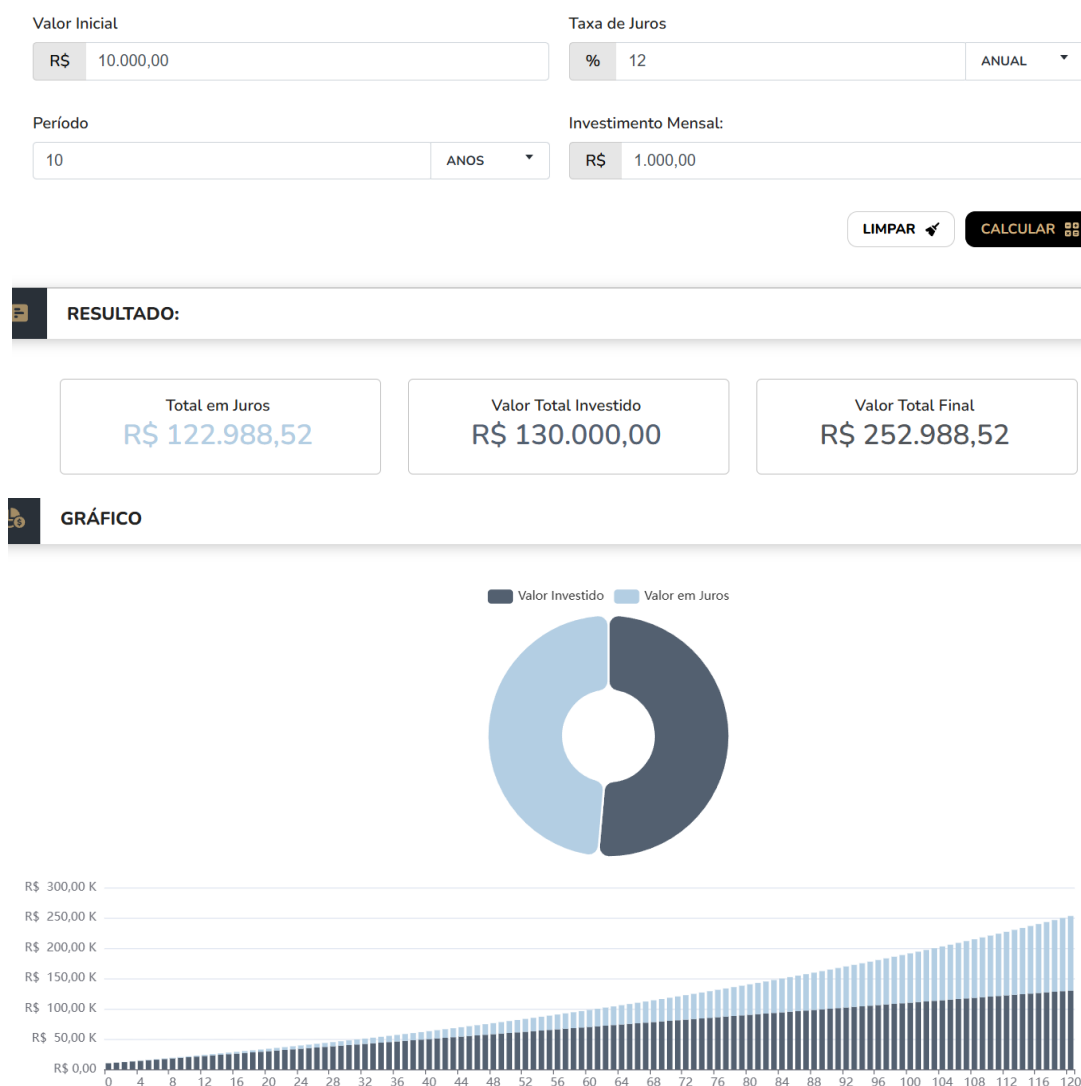 Valor Inicial
Taxa de Juros
R$ 10.000,00
% 12 ANUAL
Período
Investimento Mensal:
10 ANOS
R$ 1.000,00
LIMPAR
CALCULAR
RESULTADO:
Total em Juros
R$ 122.988,52
Valor Total Investido
R$ 130.000,00
Valor Total Final
R$ 252.988,52
GRÁFICO
Valor Investido Valor em Juros
R$ 300,00 K
R$ 250,00 K
R$ 200,00 K
R$ 150,00 K
R$ 100,00 K
R$ 50,00 K
R$ 0,00
0 4 8 12 16 20 24 28 32 36 40 44 48 52 56 60 64 68 72 76 80 84 88 92 96 100 104 108 112 116 120